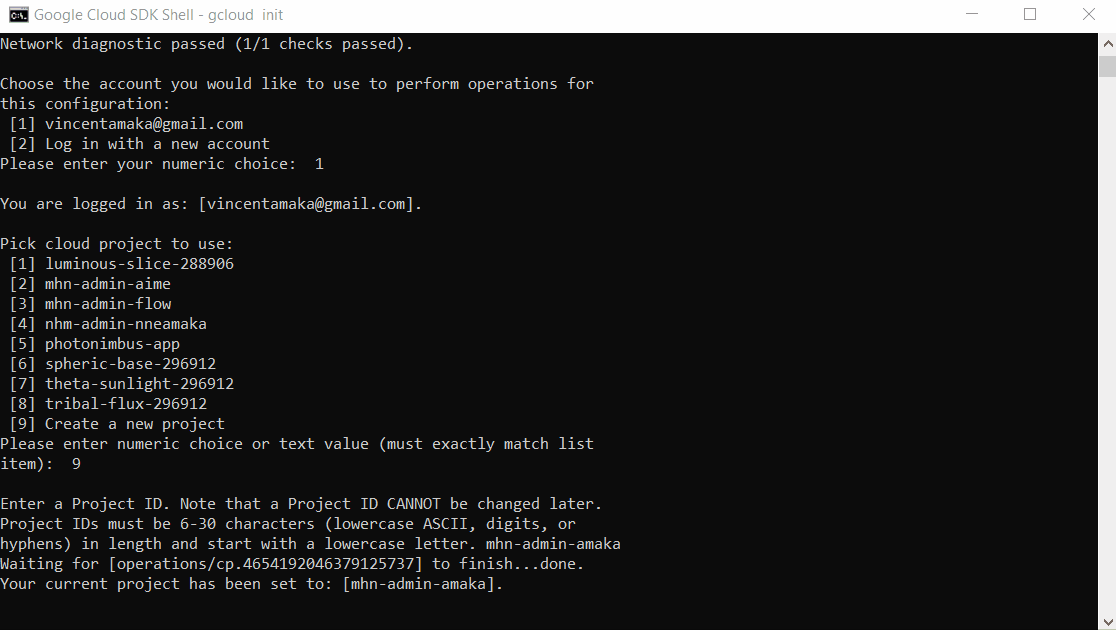 Google Cloud SDK Shell - gcloud  init
Network diagnostic passed (1/1 checks passed).
Choose the account you would like to use to perform operations for
this configuration:
[1] vincentamaka@gmail.com
[2] Log in with a new account
Please enter your numeric choice:  1
You are logged in as: [vincentamaka@gmail.com].
Pick cloud project to use:
[1] luminous-slice-288906
[2] mhn-admin-aime
[3] mhn-admin-flow
[4] nhm-admin-nneamaka
[5] photonimbus-app
[6] spheric-base-296912
[7] theta-sunlight-296912
[8] tribal-flux-296912
[9] Create a new project
Please enter numeric choice or text value (must exactly match list
item):  9
Enter a Project ID. Note that a Project ID CANNOT be changed later.
Project IDs must be 6-30 characters (lowercase ASCII, digits, or
hyphens) in length and start with a lowercase letter. mhn-admin-amaka
Waiting for [operations/cp.4654192046379125737] to finish...done.
Your current project has been set to: [mhn-admin-amaka].